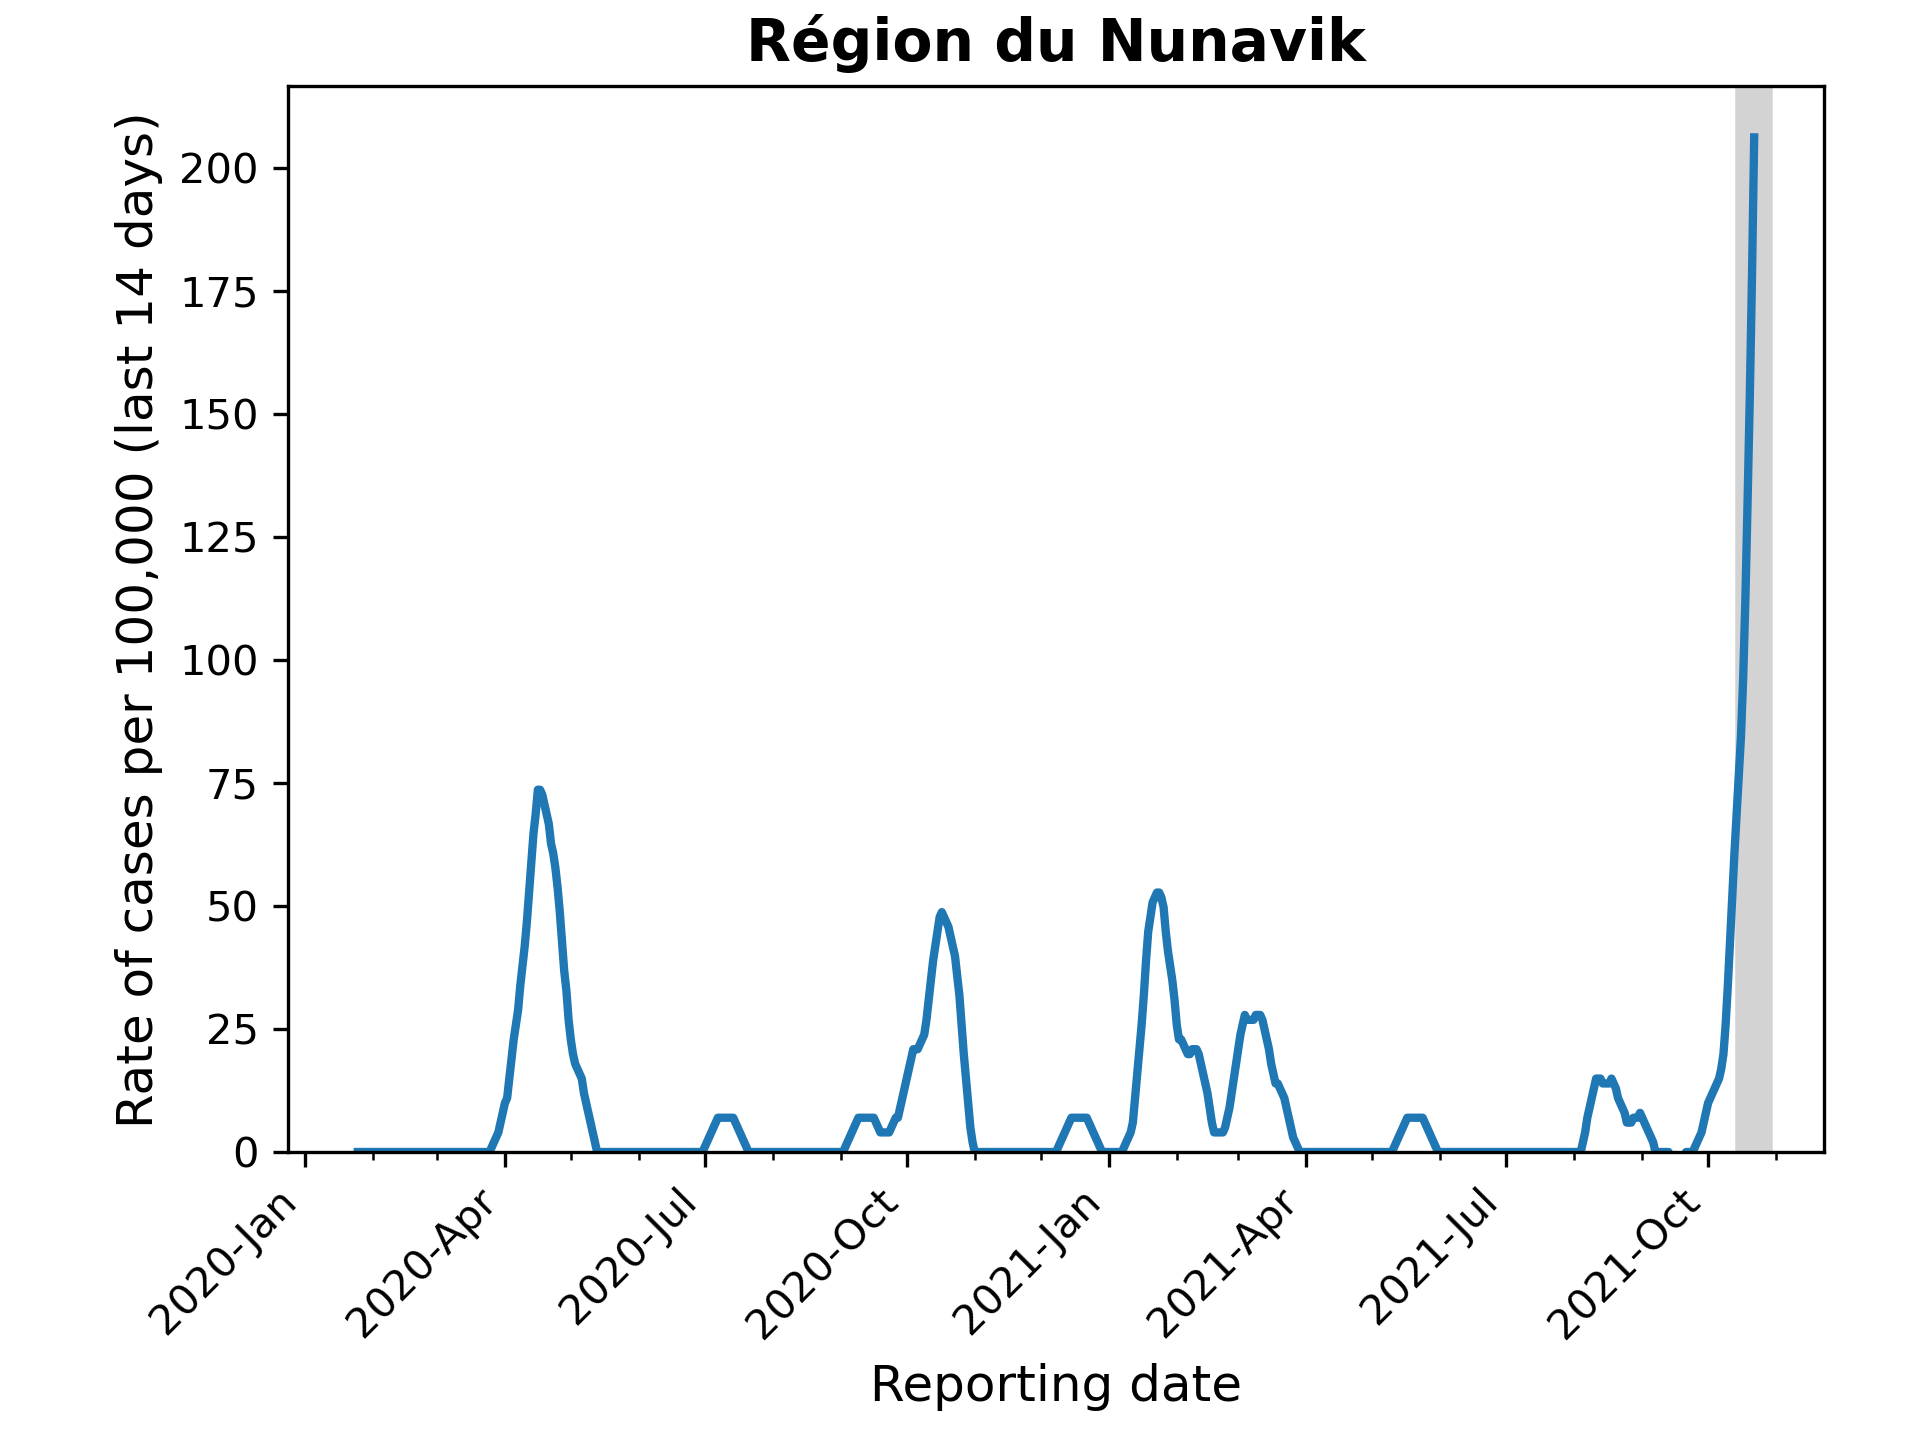 Région du Nunavik
Rate of cases per 100,000 (last 14 days)
200
175
150
125
100
75
50
25
0
2020-Jan
2020-Apr
2020-Jul
2020-Oct
2021-Jan
2021-Apr
2021-Jul
2021-Oct
Reporting date